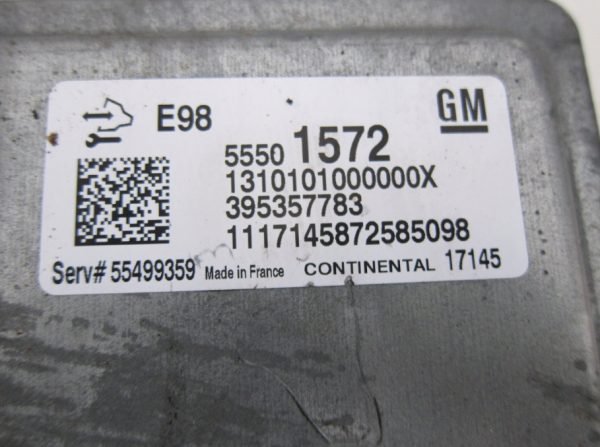 E98
GM
5550 1572
1310101000000X
395357783
1117145872585098
Serv# 55499359 Made in France CONTINENTAL 17145